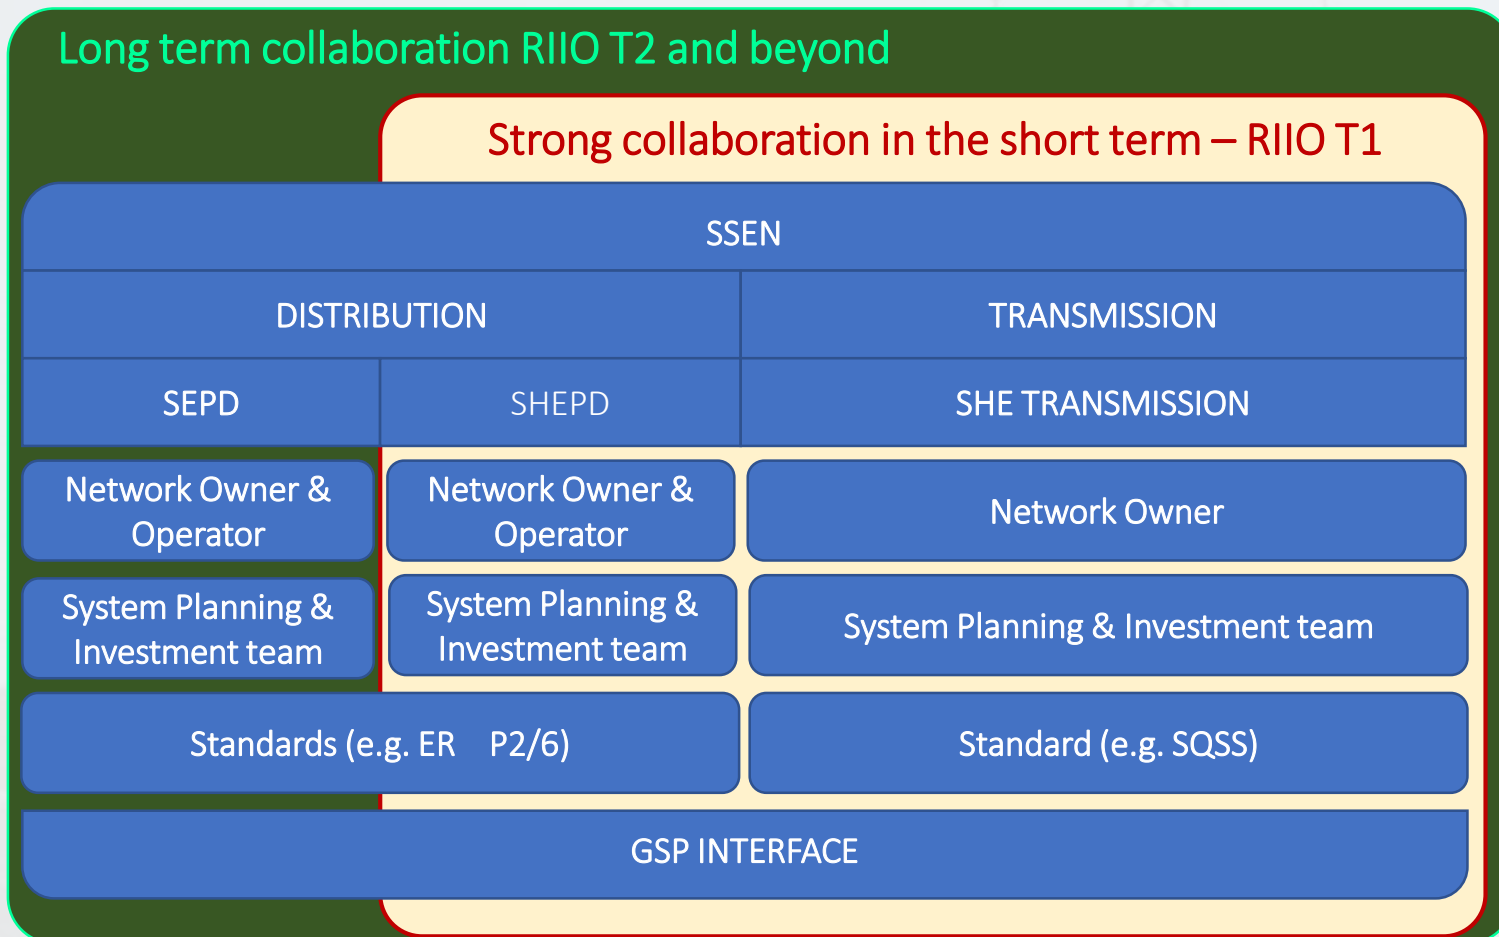 Long term collaboration RIIO T2 and beyond
Strong collaboration in the short term – RIIO T1
SSEN
DISTRIBUTION
TRANSMISSION
SEPD
SHEPD
SHE TRANSMISSION
Network Owner &
Operator
Network Owner &
Operator
Network Owner
System Planning &
Investment team
System Planning &
Investment team
System Planning & Investment team
Standards (e.g. ER P2/6)
Standard (e.g. SQSS)
GSP INTERFACE